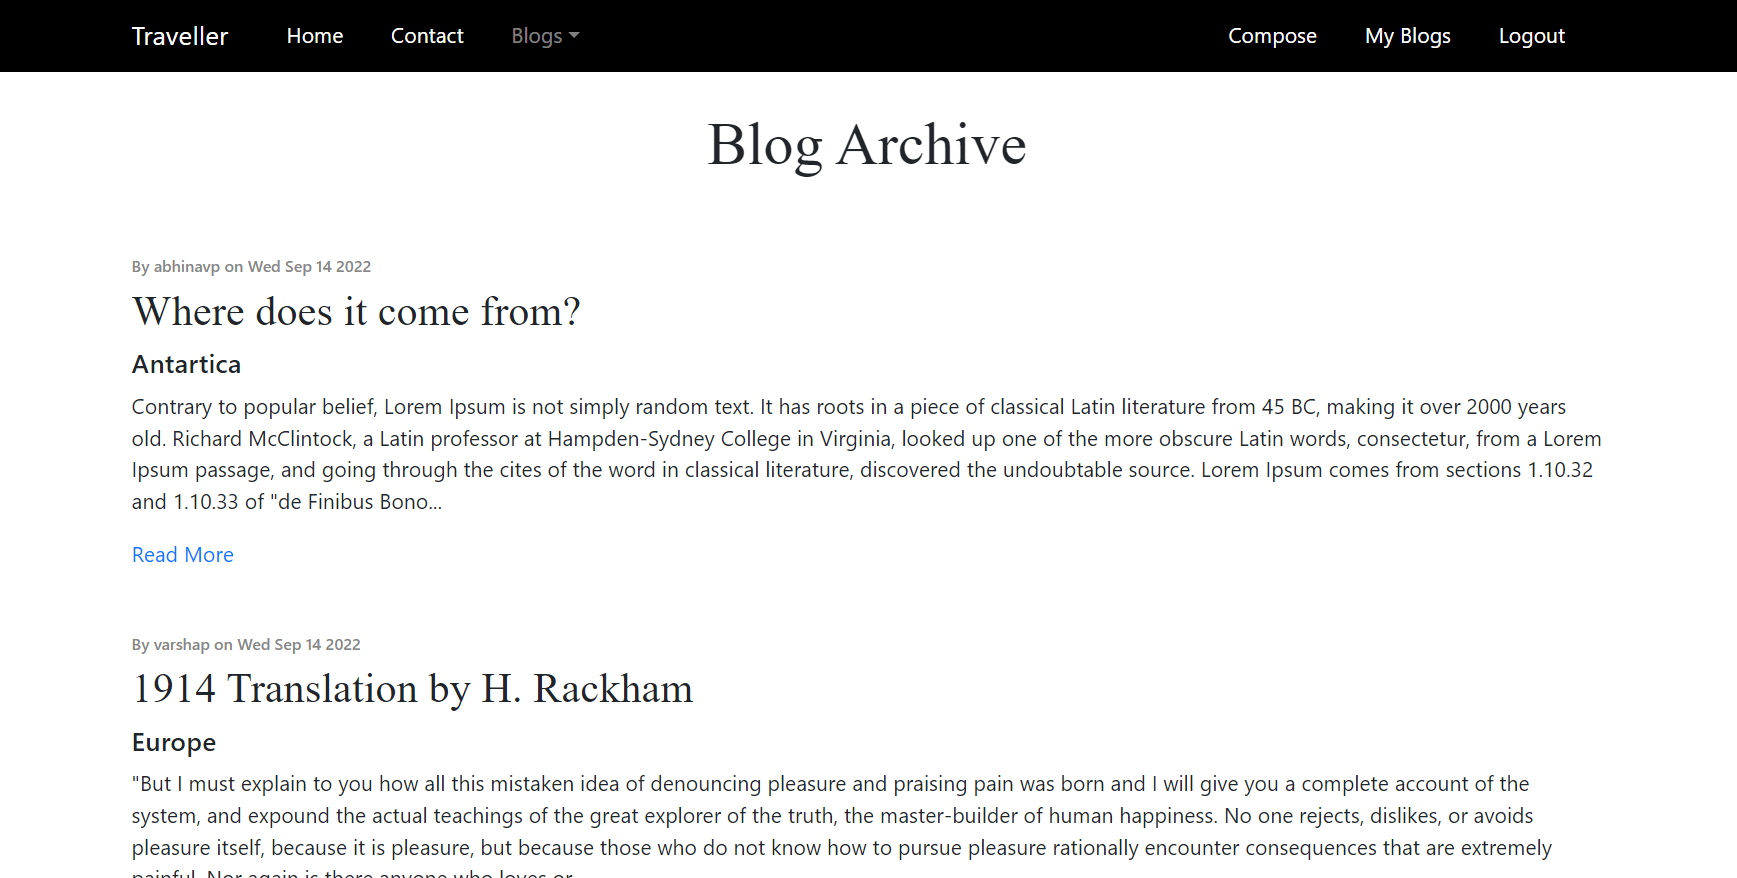 Traveller Home Contact Blogs Compose My Blogs Logout
Blog Archive
By abhinavp on Wed Sep 14 2022
Where does it come from?
Antartica
Contrary to popular belief, Lorem Ipsum is not simply random text. It has roots in a piece of classical Latin literature from 45 BC, making it over 2000 years
old. Richard McClintock, a Latin professor at Hampden-Sydney College in Virginia, looked up one of the more obscure Latin words, consectetur, from a Lorem
Ipsum passage, and going through the cites of the word in classical literature, discovered the undoubtable source. Lorem Ipsum comes from sections 1.10.32
and 1.10.33 of "de Finibus Bono...
Read More
By varshap on Wed Sep 14 2022
1914 Translation by H. Rackham
Europe
"But I must explain to you how all this mistaken idea of denouncing pleasure and praising pain was born and I will give you a complete account of the
system, and expound the actual teachings of the great explorer of the truth, the master-builder of human happiness. No one rejects, dislikes, or avoids
pleasure itself, because it is pleasure, but because those who do not know how to pursue pleasure rationally encounter consequences that are extremely
painful. Nor again is there anyone who loves or